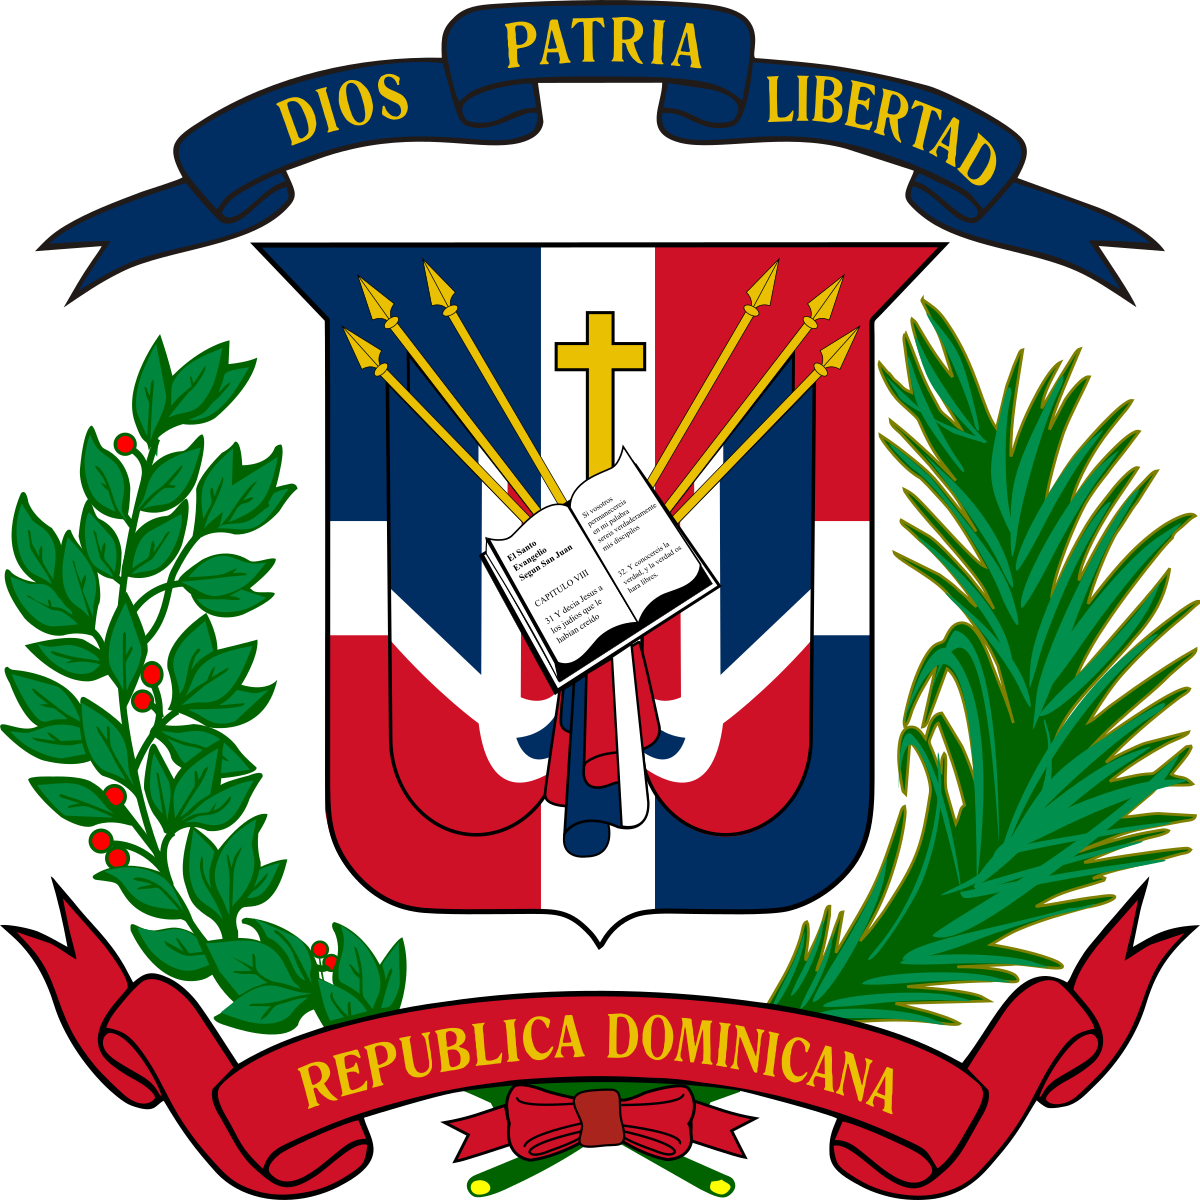 DIOS PATRIA LIBERTAD
El Santo
Evangelio
Segun San Juan
CAPITULO VIII
31 Y decia Jesus a
los judios que le
habian creido
Si vosotros
permanecereis
en mi palabra
sereis verdaderamente
mis discipilos
32. Y conocereis la
verdad, y la verdad os
hara libres.
REPUBLICA DOMINICANA